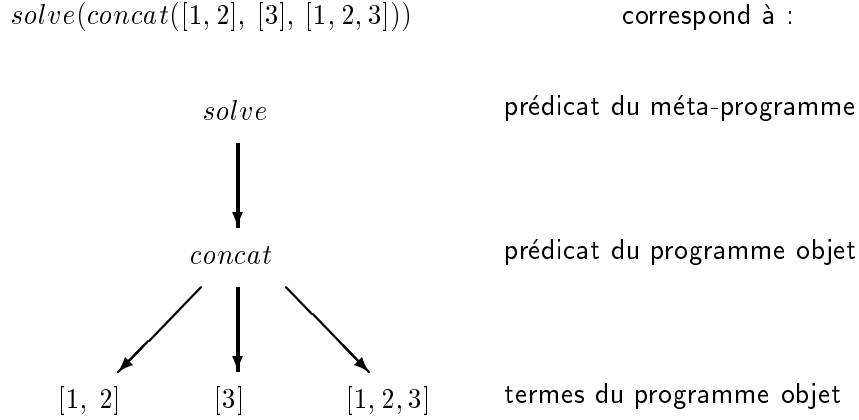 solve(concat([1, 2], [3], [1, 2, 3])) correspond à :
solve prédicat du méta-programme
concat prédicat du programme objet
[1, 2] [3] [1, 2, 3] termes du programme objet